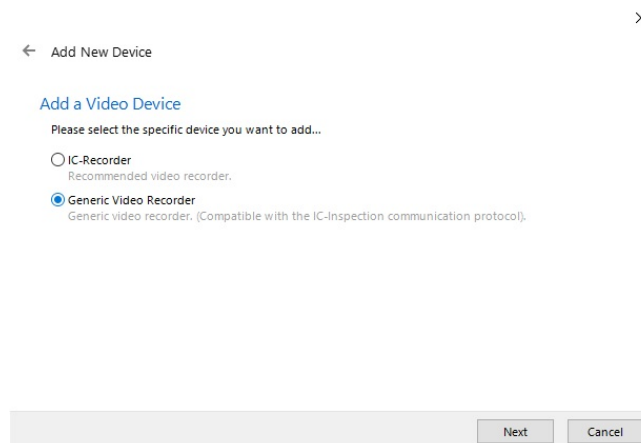 Add New Device
Add a Video Device
Please select the specific device you want to add...
IC-Recorder
Recommended video recorder.
Generic Video Recorder
Generic video recorder. (Compatible with the IC-Inspection communication protocol).
Next Cancel